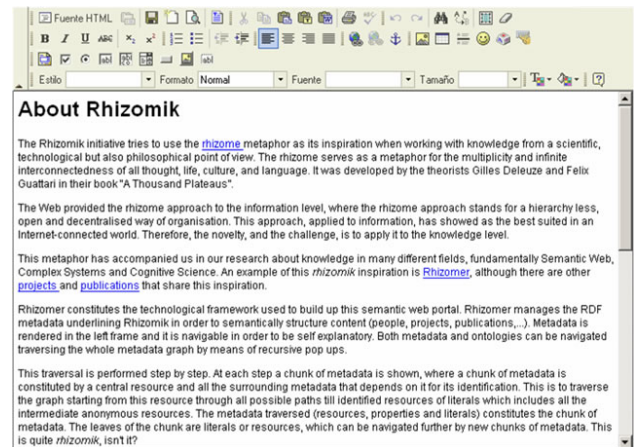 Fuente HTML
B I U ABC x₂ x²
Estilo Formato Normal Fuente Tamaño
About Rhizomik
The Rhizomik initiative tries to use the rhizome metaphor as its inspiration when working with knowledge from a scientific,
technological but also philosophical point of view. The rhizome serves as a metaphor for the multiplicity and infinite
interconnectedness of all thought, life, culture, and language. It was developed by the theorists Gilles Deleuze and Felix
Guattari in their book "A Thousand Plateaus".
The Web provided the rhizome approach to the information level, where the rhizome approach stands for a hierarchy less,
open and decentralised way of organisation. This approach, applied to information, has showed as the best suited in an
Internet-connected world. Therefore, the novelty, and the challenge, is to apply it to the knowledge level.
This metaphor has accompanied us in our research about knowledge in many different fields, fundamentally Semantic Web,
Complex Systems and Cognitive Science. An example of this rhizomik inspiration is Rhizomer, although there are other
projects and publications that share this inspiration.
Rhizomer constitutes the technological framework used to build up this semantic web portal. Rhizomer manages the RDF
metadata underlining Rhizomik in order to semantically structure content (people, projects, publications,...). Metadata is
rendered in the left frame and it is navigable in order to be self explanatory. Both metadata and ontologies can be navigated
traversing the whole metadata graph by means of recursive pop ups.
This traversal is performed step by step. At each step a chunk of metadata is shown, where a chunk of metadata is
constituted by a central resource and all the surrounding metadata that depends on it for its identification. This is to traverse
the graph starting from this resource through all possible paths till identified resources of literals which includes all the
intermediate anonymous resources. The metadata traversed (resources, properties and literals) constitutes the chunk of
metadata. The leaves of the chunk are literals or resources, which can be navigated further by new chunks of metadata. This
is quite rhizomik, isn't it?